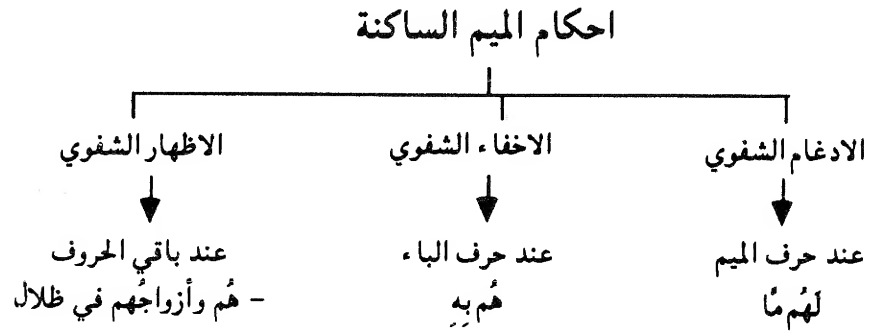 احكام الميم الساكنة
الادغام الشفوي
الاخفاء الشفوي
الاظهار الشفوي
عند حرف الميم
عند حرف الباء
عند باقي الحروف
لَهُم مَّا
هُم بِهِ
– هُم وأزواجُهم في ظلال